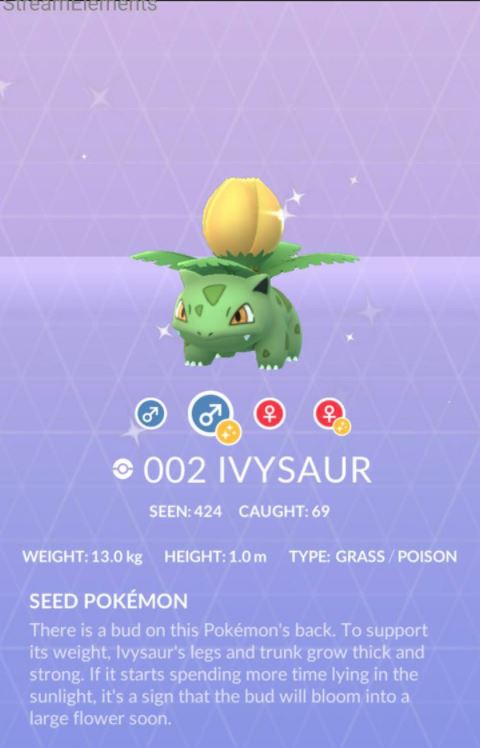 StreamElements
002 IVYSAUR
SEEN: 424 CAUGHT: 69
WEIGHT: 13.0 kg HEIGHT: 1.0 m TYPE: GRASS / POISON
SEED POKÉMON
There is a bud on this Pokémon's back. To support
its weight, Ivysaur's legs and trunk grow thick and
strong. If it starts spending more time lying in the
sunlight, it's a sign that the bud will bloom into a
large flower soon.